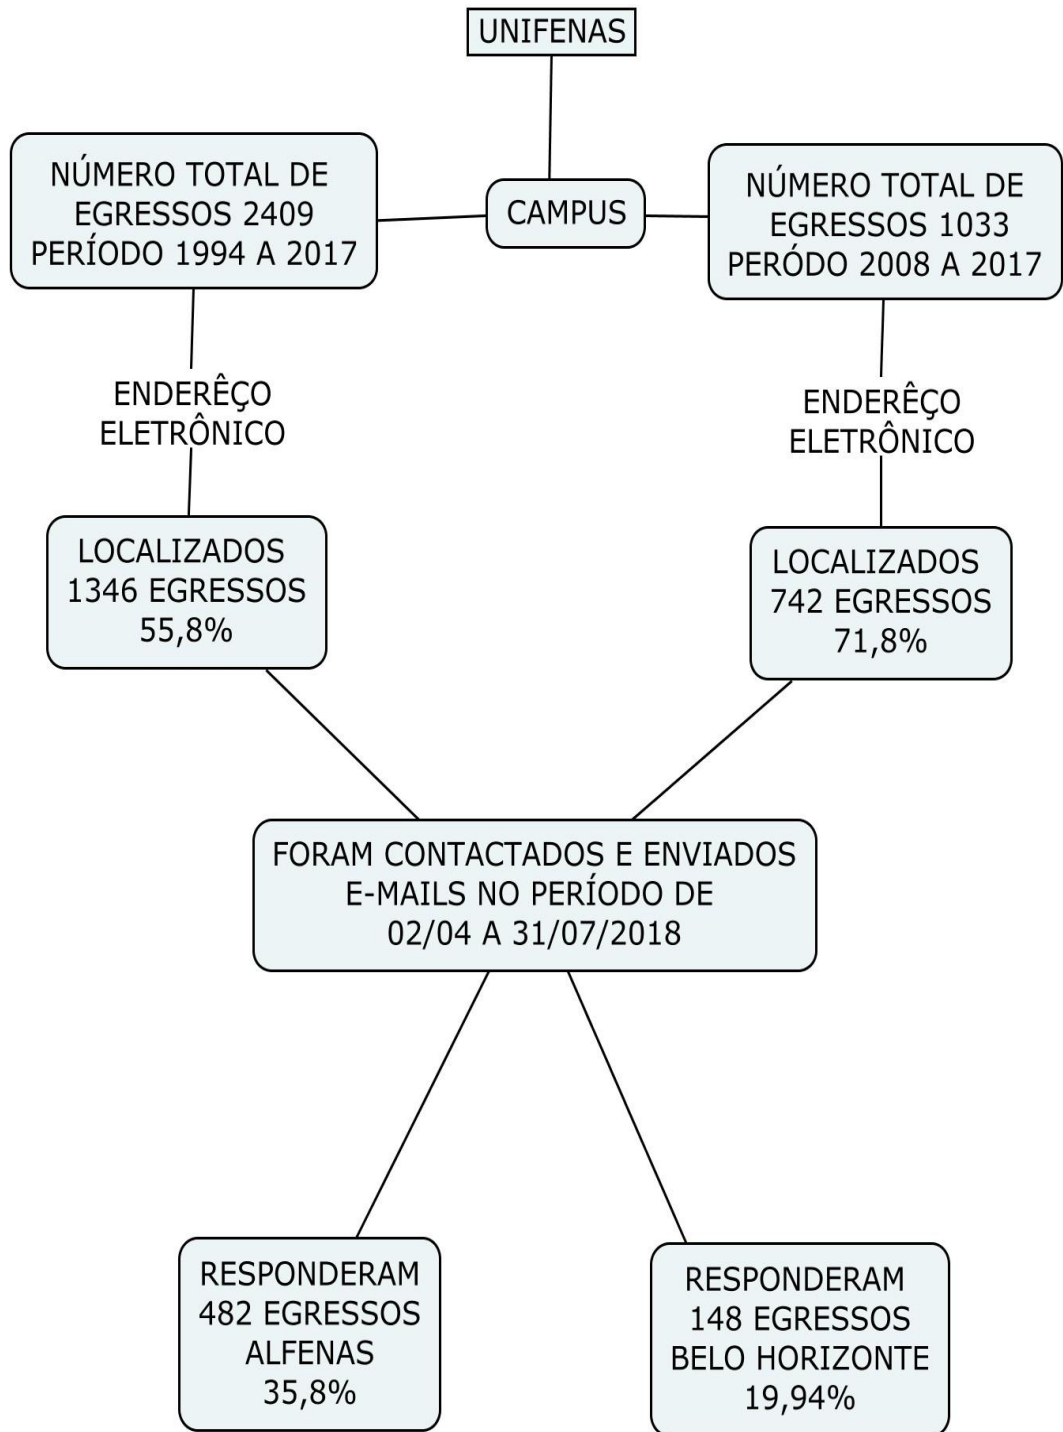 UNIFENAS
NÚMERO TOTAL DE
EGRESSOS 2409
PERÍODO 1994 A 2017
CAMPUS
NÚMERO TOTAL DE
EGRESSOS 1033
PERÓDO 2008 A 2017
ENDERÊÇO
ELETRÔNICO
ENDERÊÇO
ELETRÔNICO
LOCALIZADOS
1346 EGRESSOS
55,8%
LOCALIZADOS
742 EGRESSOS
71,8%
FORAM CONTACTADOS E ENVIADOS
E-MAILS NO PERÍODO DE
02/04 A 31/07/2018
RESPONDERAM
482 EGRESSOS
ALFENAS
35,8%
RESPONDERAM
148 EGRESSOS
BELO HORIZONTE
19,94%